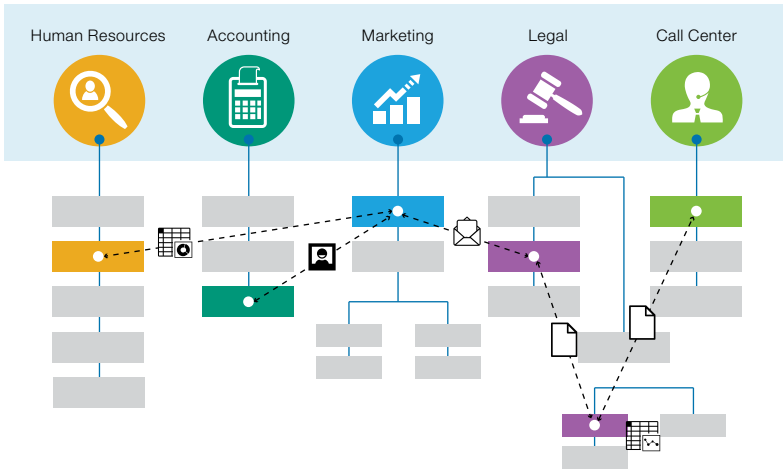 Human Resources
Accounting
Marketing
Legal
Call Center